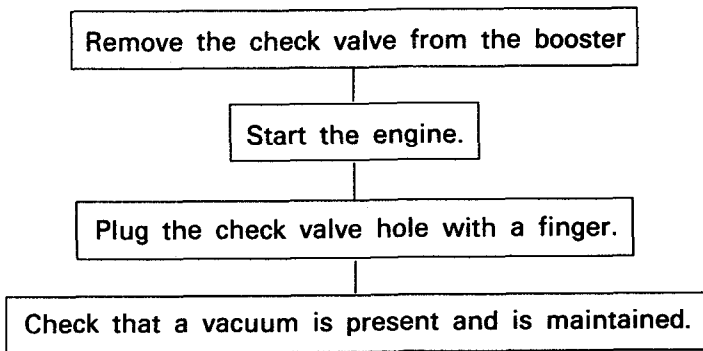 Remove the check valve from the booster
Start the engine.
Plug the check valve hole with a finger.
Check that a vacuum is present and is maintained.